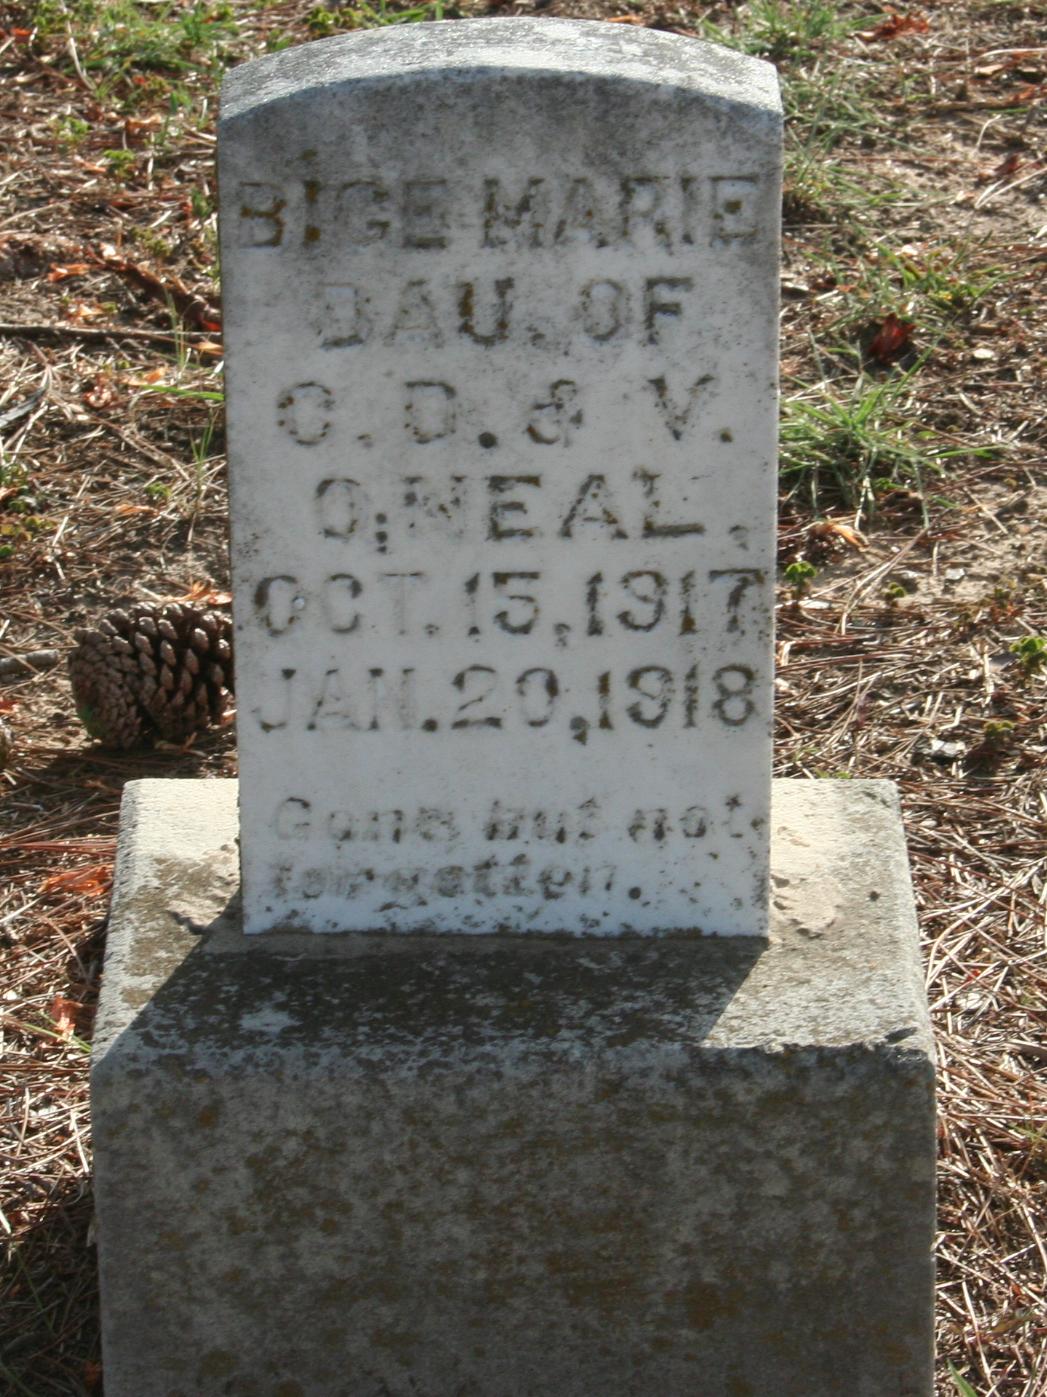 BIGE MARIE
DAU. OF
C. D. & V.
O,NEAL.
OCT. 15, 1917
JAN. 20, 1918
Gone but not
forgotten.